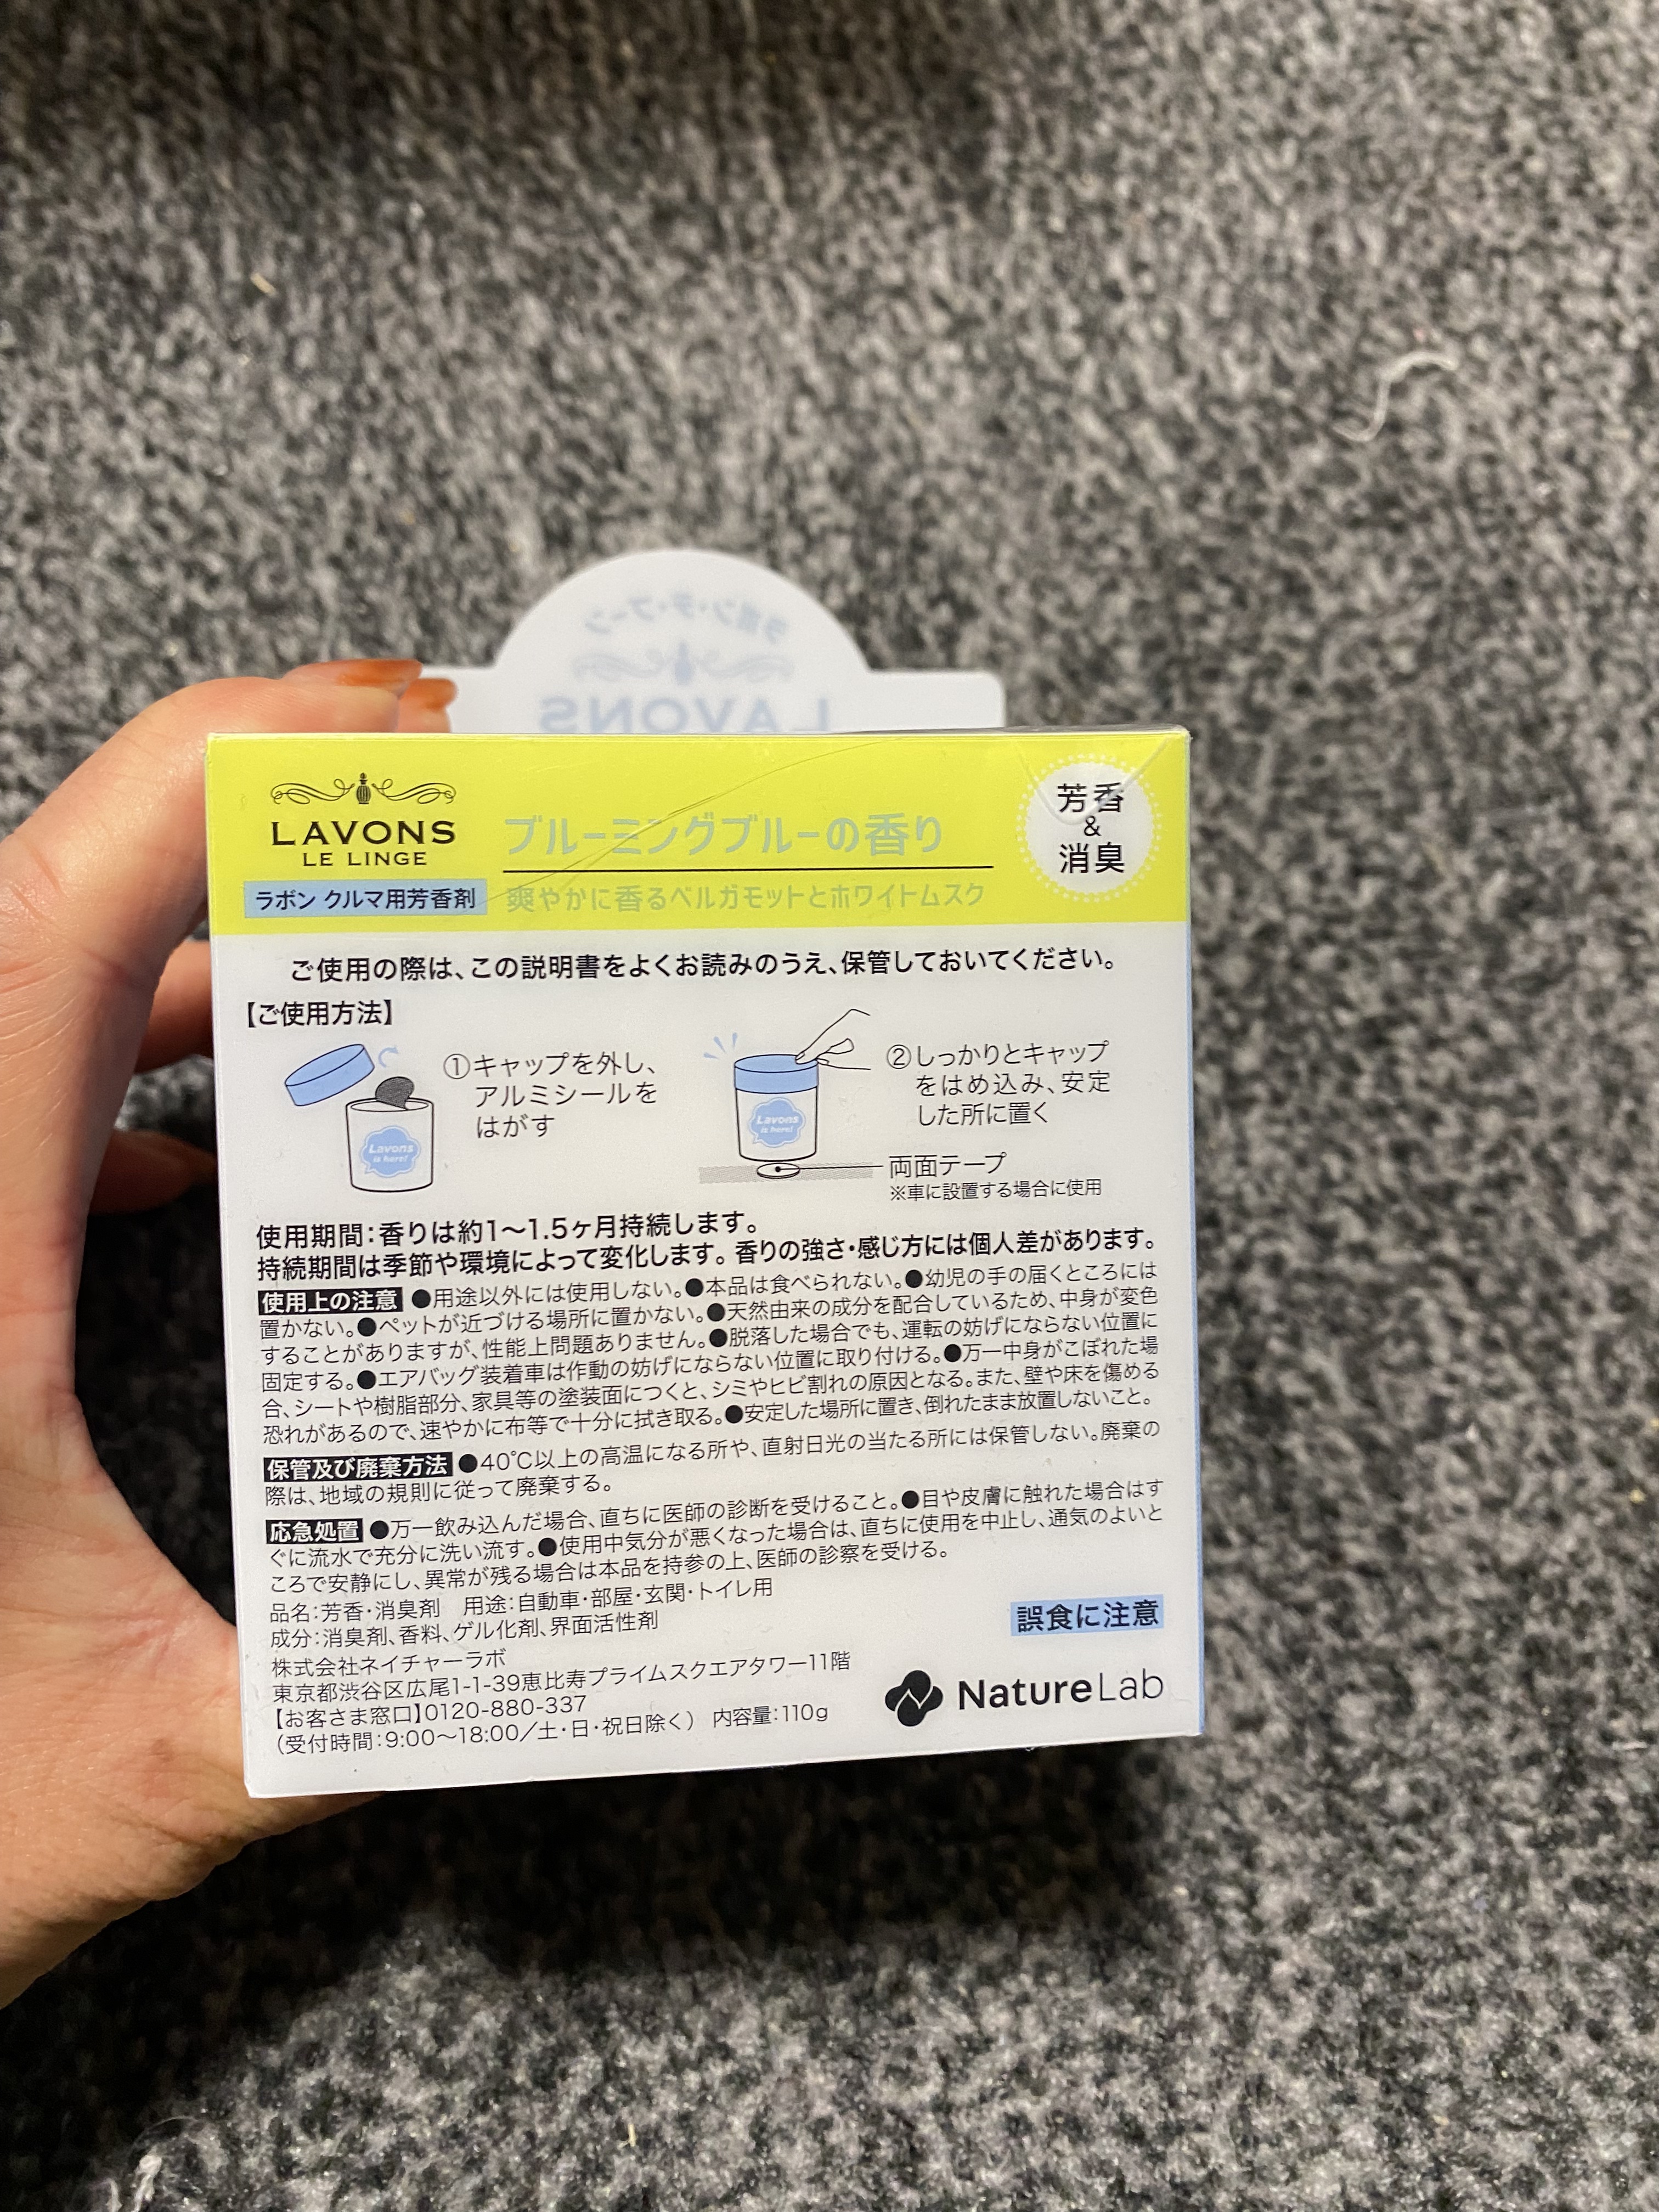 ラボン・デ・ブーン
LAVONS
LAVONS
LE LINGE
ラボン クルマ用芳香剤
ブルーミングブルーの香り
爽やかに香るベルガモットとホワイトムスク
芳香
&
消臭
ご使用の際は、この説明書をよくお読みのうえ、保管しておいてください。
【ご使用方法】
①キャップを外し、
アルミシールを
はがす
Lavons
is here!
②しっかりとキャップ
をはめ込み、安定
した所に置く
Lavons
is here!
両面テープ
※車に設置する場合に使用
使用期間：香りは約1〜1.5ヶ月持続します。
持続期間は季節や環境によって変化します。香りの強さ・感じ方には個人差があります。
使用上の注意 ●用途以外には使用しない。●本品は食べられない。●幼児の手の届くところには
置かない。●ペットが近づける場所に置かない。●天然由来の成分を配合しているため、中身が変色
することがありますが、性能上問題ありません。●脱落した場合でも、運転の妨げにならない位置に
固定する。●エアバッグ装着車は作動の妨げにならない位置に取り付ける。●万一中身がこぼれた場
合、シートや樹脂部分、家具等の塗装面につくと、シミやヒビ割れの原因となる。また、壁や床を傷める
恐れがあるので、速やかに布等で十分に拭き取る。●安定した場所に置き、倒れたまま放置しないこと。
保管及び廃棄方法 ●40℃以上の高温になる所や、直射日光の当たる所には保管しない。廃棄の
際は、地域の規則に従って廃棄する。
応急処置 ●万一飲み込んだ場合、直ちに医師の診断を受けること。●目や皮膚に触れた場合はす
ぐに流水で充分に洗い流す。●使用中気分が悪くなった場合は、直ちに使用を中止し、通気のよいと
ころで安静にし、異常が残る場合は本品を持参の上、医師の診察を受ける。
品名：芳香・消臭剤　用途：自動車・部屋・玄関・トイレ用
成分：消臭剤、香料、ゲル化剤、界面活性剤
誤食に注意
株式会社ネイチャーラボ
東京都渋谷区広尾1-1-39恵比寿プライムスクエアタワー11階
【お客さま窓口】0120-880-337
（受付時間：9:00〜18:00／土・日・祝日除く） 内容量：110g
NatureLab